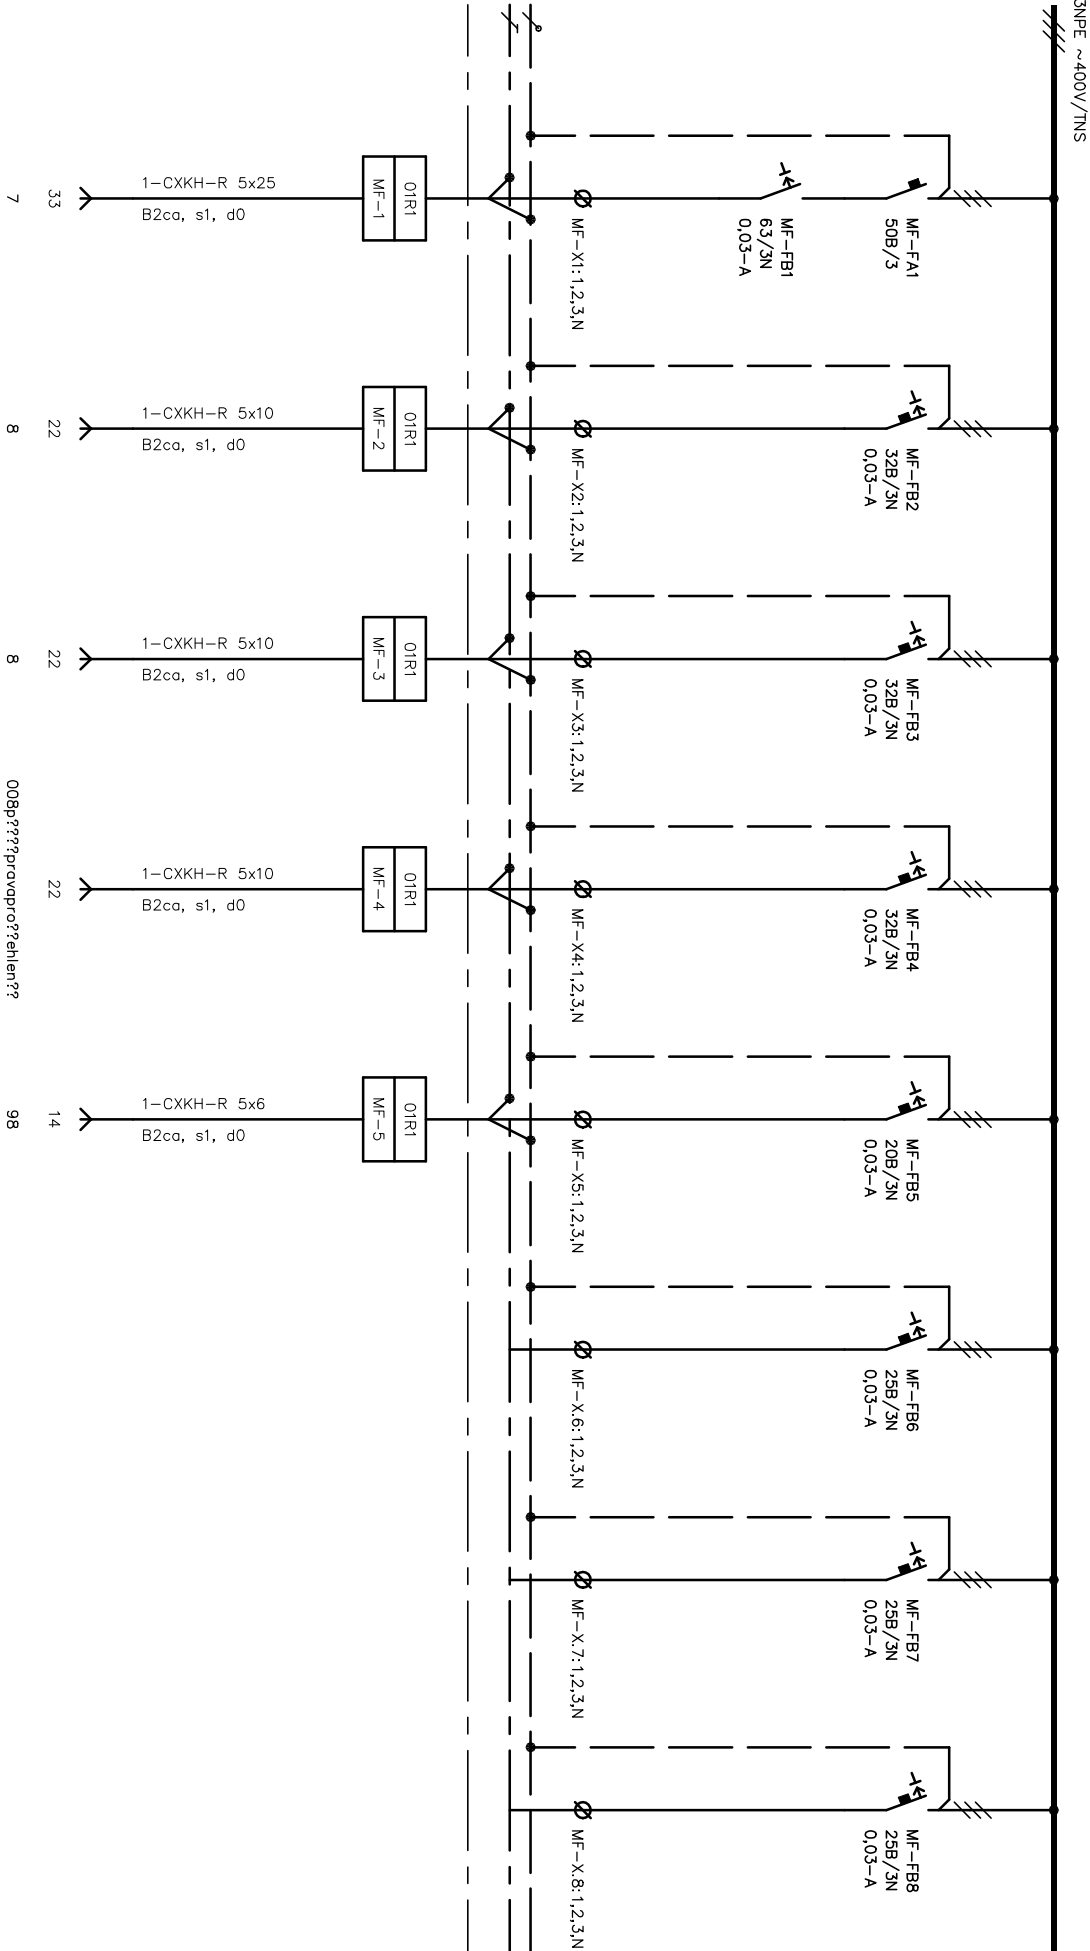 3NPE ~400V/TNS
MF-FA1
50B/3
MF-FB1
63/3N
0,03-A
MF-X1:1,2,3,N
01R1
MF-1
1-CXKH-R 5x25
B2ca, s1, d0
33
7
MF-FB2
32B/3N
0,03-A
MF-X2:1,2,3,N
01R1
MF-2
1-CXKH-R 5x10
B2ca, s1, d0
22
8
MF-FB3
32B/3N
0,03-A
MF-X3:1,2,3,N
01R1
MF-3
1-CXKH-R 5x10
B2ca, s1, d0
22
8
MF-FB4
32B/3N
0,03-A
MF-X4:1,2,3,N
01R1
MF-4
1-CXKH-R 5x10
B2ca, s1, d0
22
008p????pravapro??ehlen??
MF-FB5
20B/3N
0,03-A
MF-X5:1,2,3,N
01R1
MF-5
1-CXKH-R 5x6
B2ca, s1, d0
14
98
MF-FB6
25B/3N
0,03-A
MF-X.6:1,2,3,N
MF-FB7
25B/3N
0,03-A
MF-X.7:1,2,3,N
MF-FB8
25B/3N
0,03-A
MF-X.8:1,2,3,N